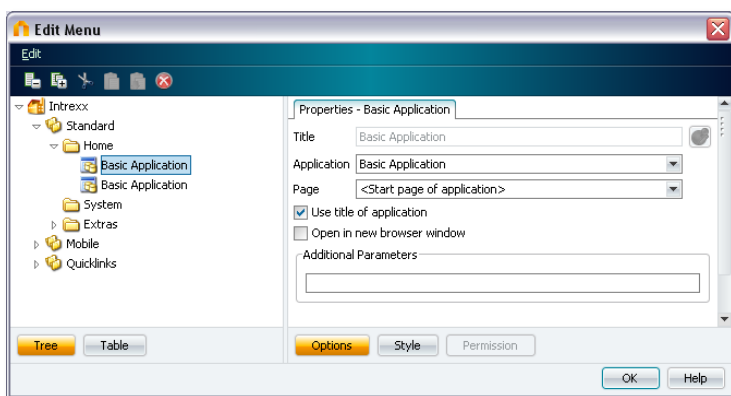 Edit Menu
Edit
Intrexx
Standard
Home
Basic Application
Basic Application
System
Extras
Mobile
Quicklinks
Tree Table
Properties - Basic Application
Title Basic Application
Application Basic Application
Page <Start page of application>
Use title of application
Open in new browser window
Additional Parameters
Options Style Permission
OK Help